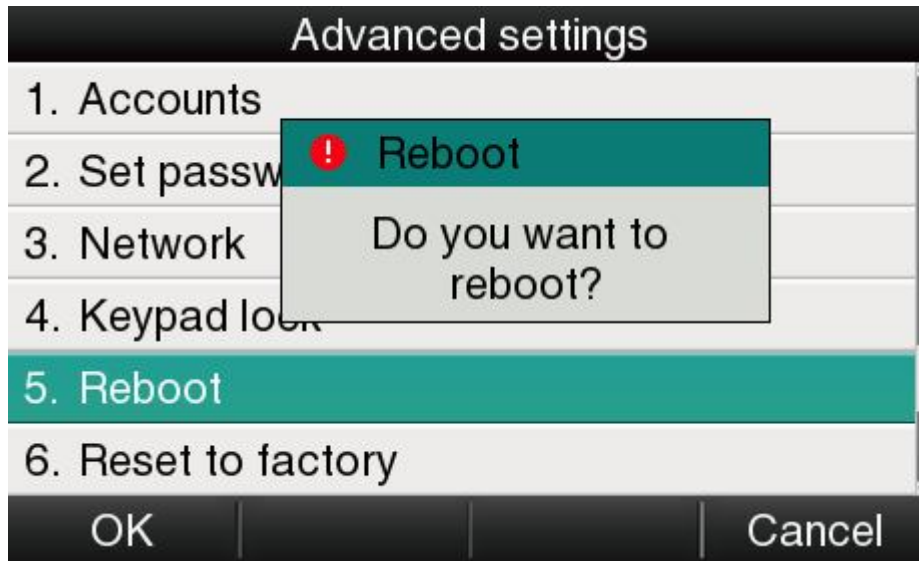 Advanced settings
1. Accounts
2. Set passw
Reboot
Do you want to
reboot?
3. Network
4. Keypad lock
5. Reboot
6. Reset to factory
OK
Cancel